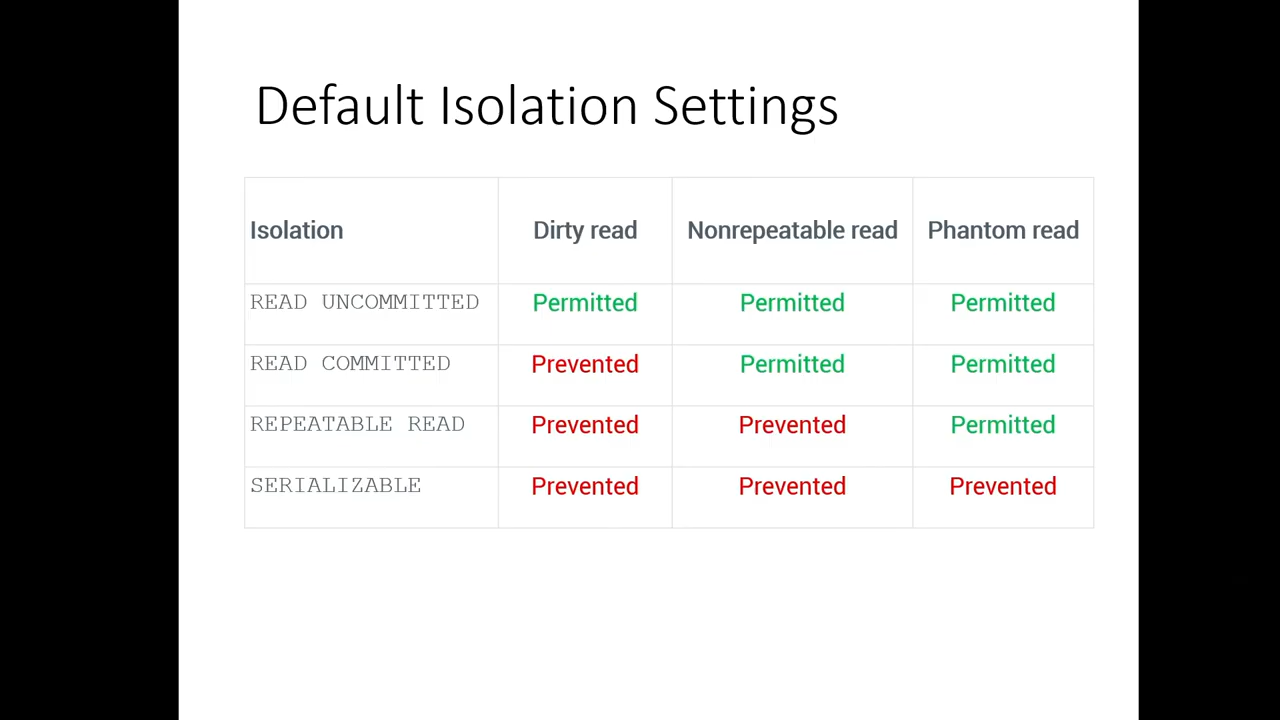 Default Isolation Settings
Isolation Dirty read Nonrepeatable read Phantom read
READ UNCOMMITTED Permitted Permitted Permitted
READ COMMITTED Prevented Permitted Permitted
REPEATABLE READ Prevented Prevented Permitted
SERIALIZABLE Prevented Prevented Prevented